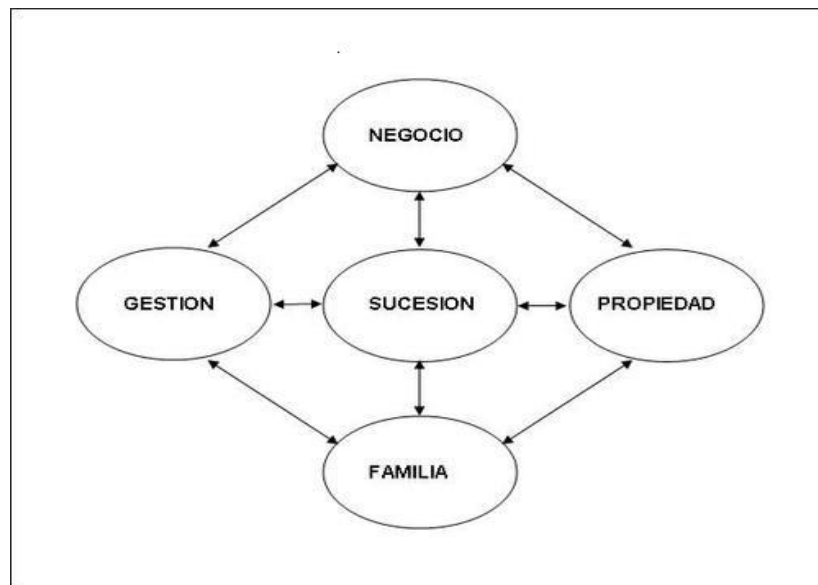 NEGOCIO
GESTION
SUCESION
PROPIEDAD
FAMILIA